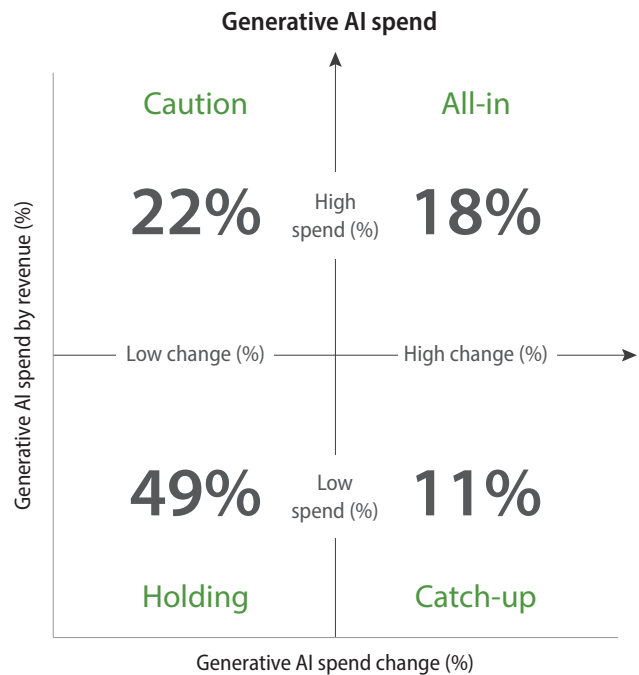 Generative AI spend
Caution
All-in
22%
High
spend (%)
18%
Generative AI spend by revenue (%)
Low change (%)
High change (%)
49%
Low
spend (%)
11%
Holding
Catch-up
Generative AI spend change (%)